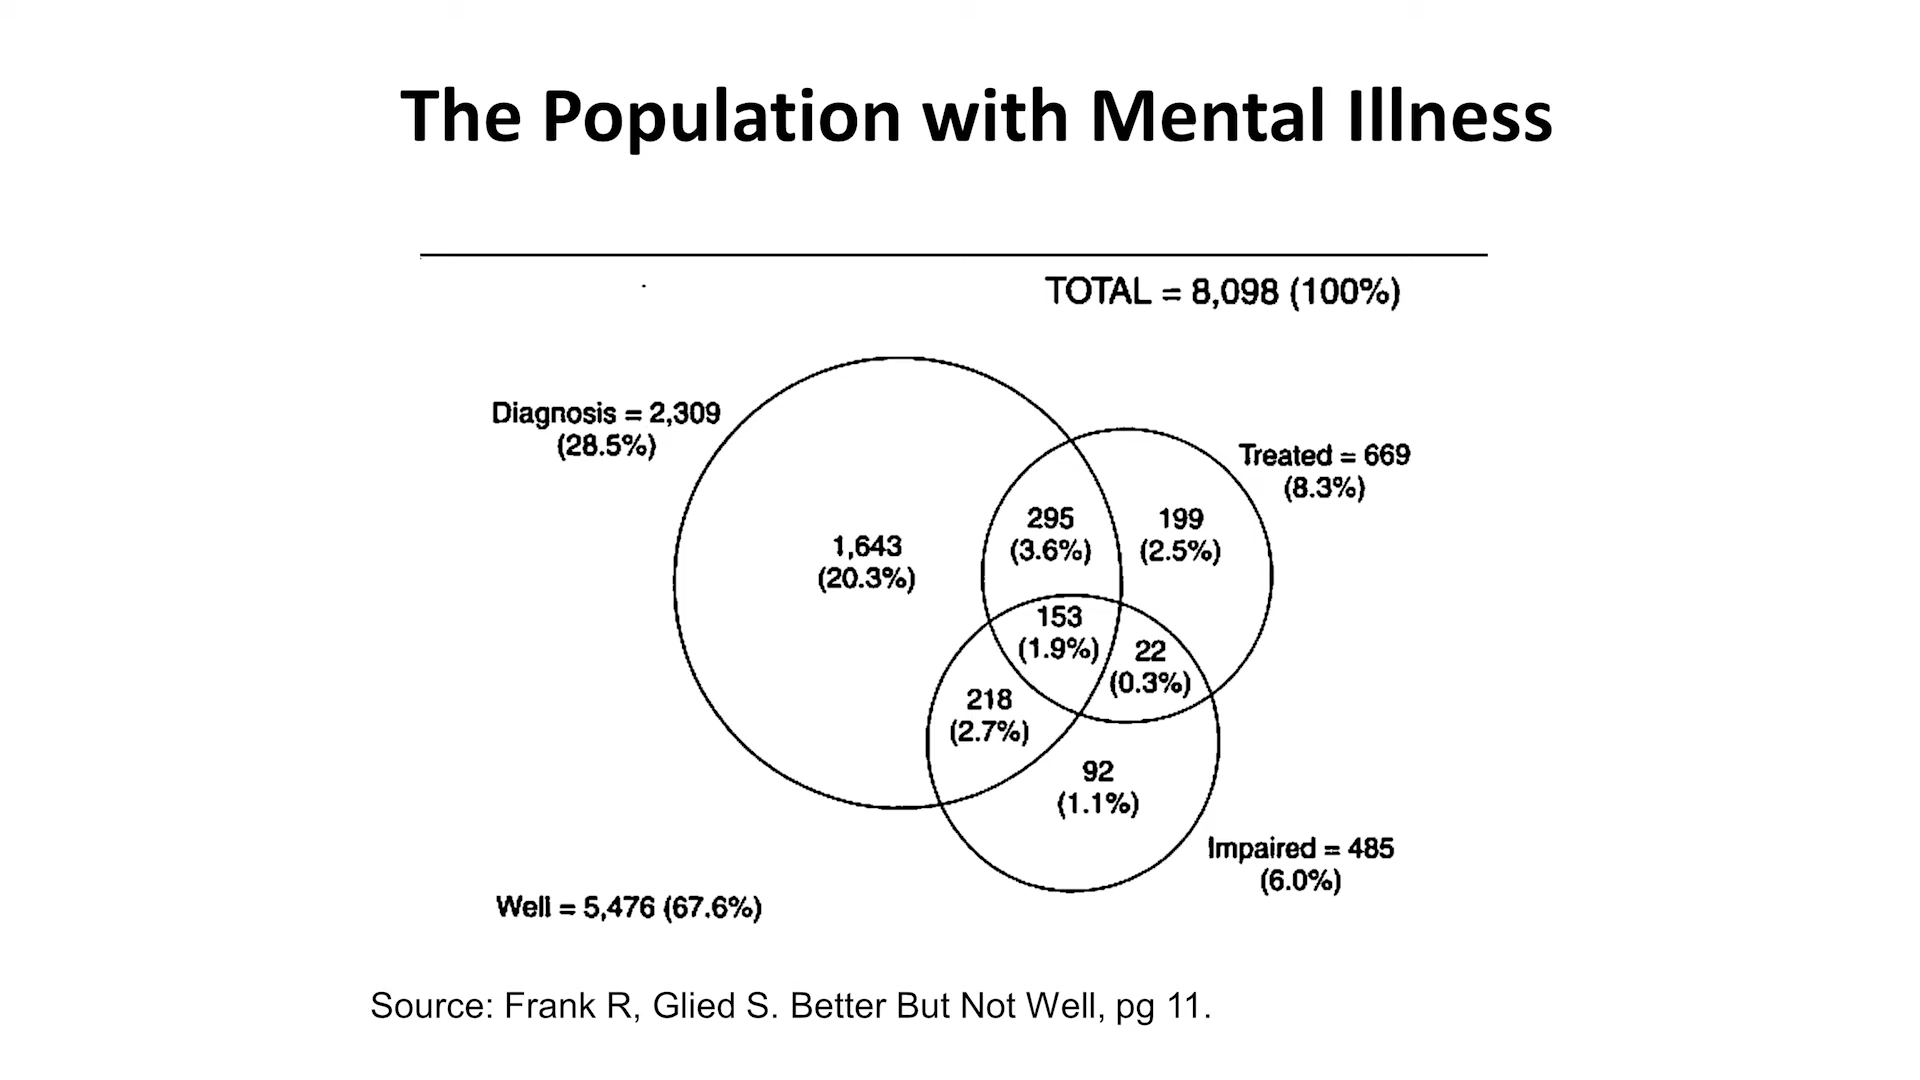 The Population with Mental Illness
TOTAL = 8,098 (100%)
Diagnosis = 2,309
(28.5%)
Treated = 669
(8.3%)
295
(3.6%)
199
(2.5%)
1,643
(20.3%)
153
(1.9%)
22
(0.3%)
218
(2.7%)
92
(1.1%)
Impaired = 485
(6.0%)
Well = 5,476 (67.6%)
Source: Frank R, Glied S. Better But Not Well, pg 11.